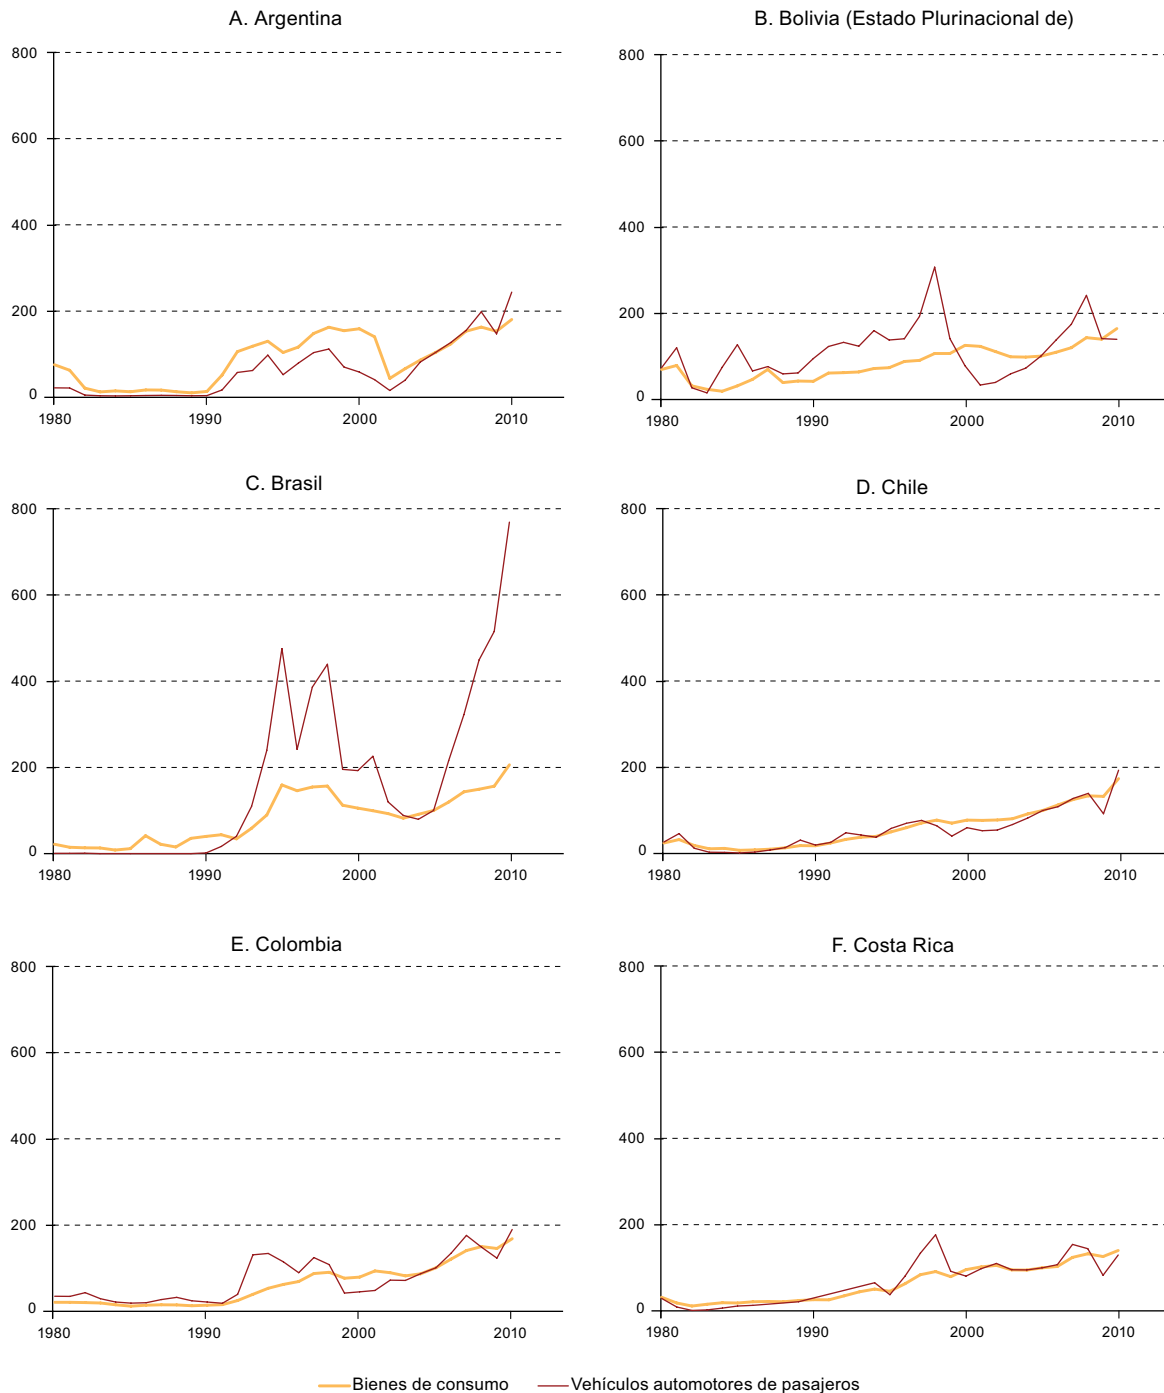 A. Argentina
800
600
400
200
0
1980 1990 2000 2010
B. Bolivia (Estado Plurinacional de)
800
600
400
200
0
1980 1990 2000 2010
C. Brasil
800
600
400
200
0
1980 1990 2000 2010
D. Chile
800
600
400
200
0
1980 1990 2000 2010
E. Colombia
800
600
400
200
0
1980 1990 2000 2010
F. Costa Rica
800
600
400
200
0
1980 1990 2000 2010
Bienes de consumo Vehículos automotores de pasajeros